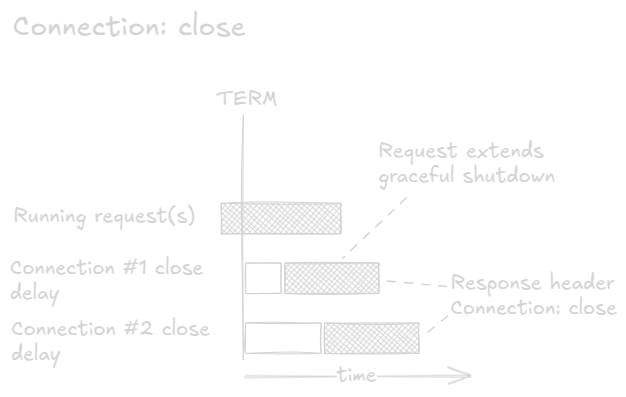 Connection: close
TERM
Request extends
graceful shutdown
Running request(s)
Connection #1 close
delay
Response header
Connection: close
Connection #2 close
delay
time